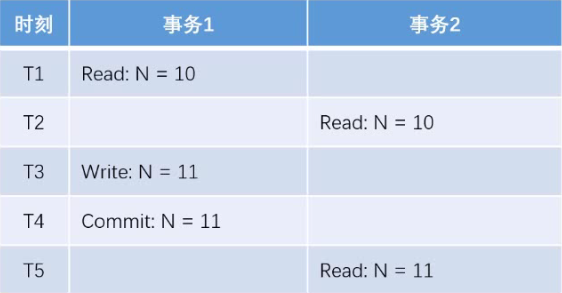 时刻 事务1 事务2
T1 Read: N = 10
T2 Read: N = 10
T3 Write: N = 11
T4 Commit: N = 11
T5 Read: N = 11